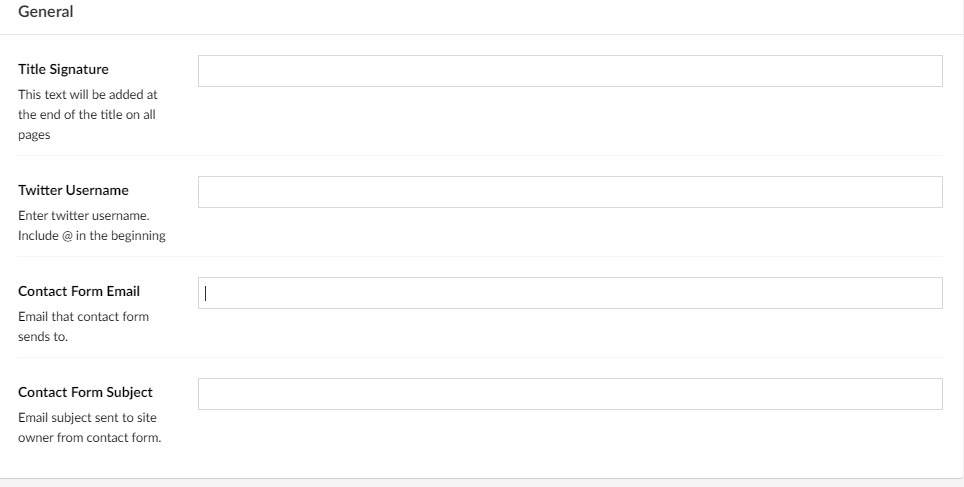 General
Title Signature
This text will be added at
the end of the title on all
pages
Twitter Username
Enter twitter username.
Include @ in the beginning
Contact Form Email
Email that contact form
sends to.
Contact Form Subject
Email subject sent to site
owner from contact form.